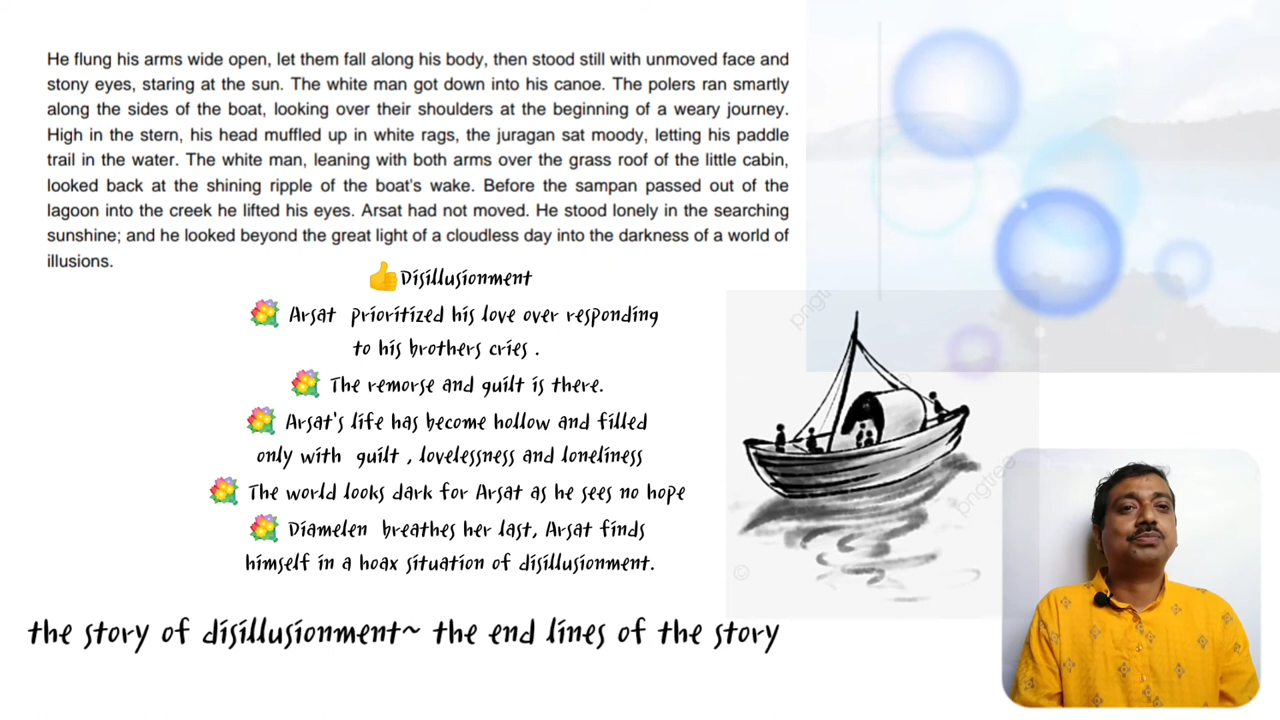 He flung his arms wide open, let them fall along his body, then stood still with unmoved face and
stony eyes, staring at the sun. The white man got down into his canoe. The polers ran smartly
along the sides of the boat, looking over their shoulders at the beginning of a weary journey.
High in the stern, his head muffled up in white rags, the juragan sat moody, letting his paddle
trail in the water. The white man, leaning with both arms over the grass roof of the little cabin,
looked back at the shining ripple of the boat's wake. Before the sampan passed out of the
lagoon into the creek he lifted his eyes. Arsat had not moved. He stood lonely in the searching
sunshine; and he looked beyond the great light of a cloudless day into the darkness of a world of
illusions.
👍Disillusionment
Arsat prioritized his love over responding
to his brothers cries .
The remorse and guilt is there.
Arsat's life has become hollow and filled
only with guilt , lovelessness and loneliness
The world looks dark for Arsat as he sees no hope
Diamelen breathes her last, Arsat finds
himself in a hoax situation of disillusionment.
the story of disillusionment~ the end lines of the story
pngtree
pngtree